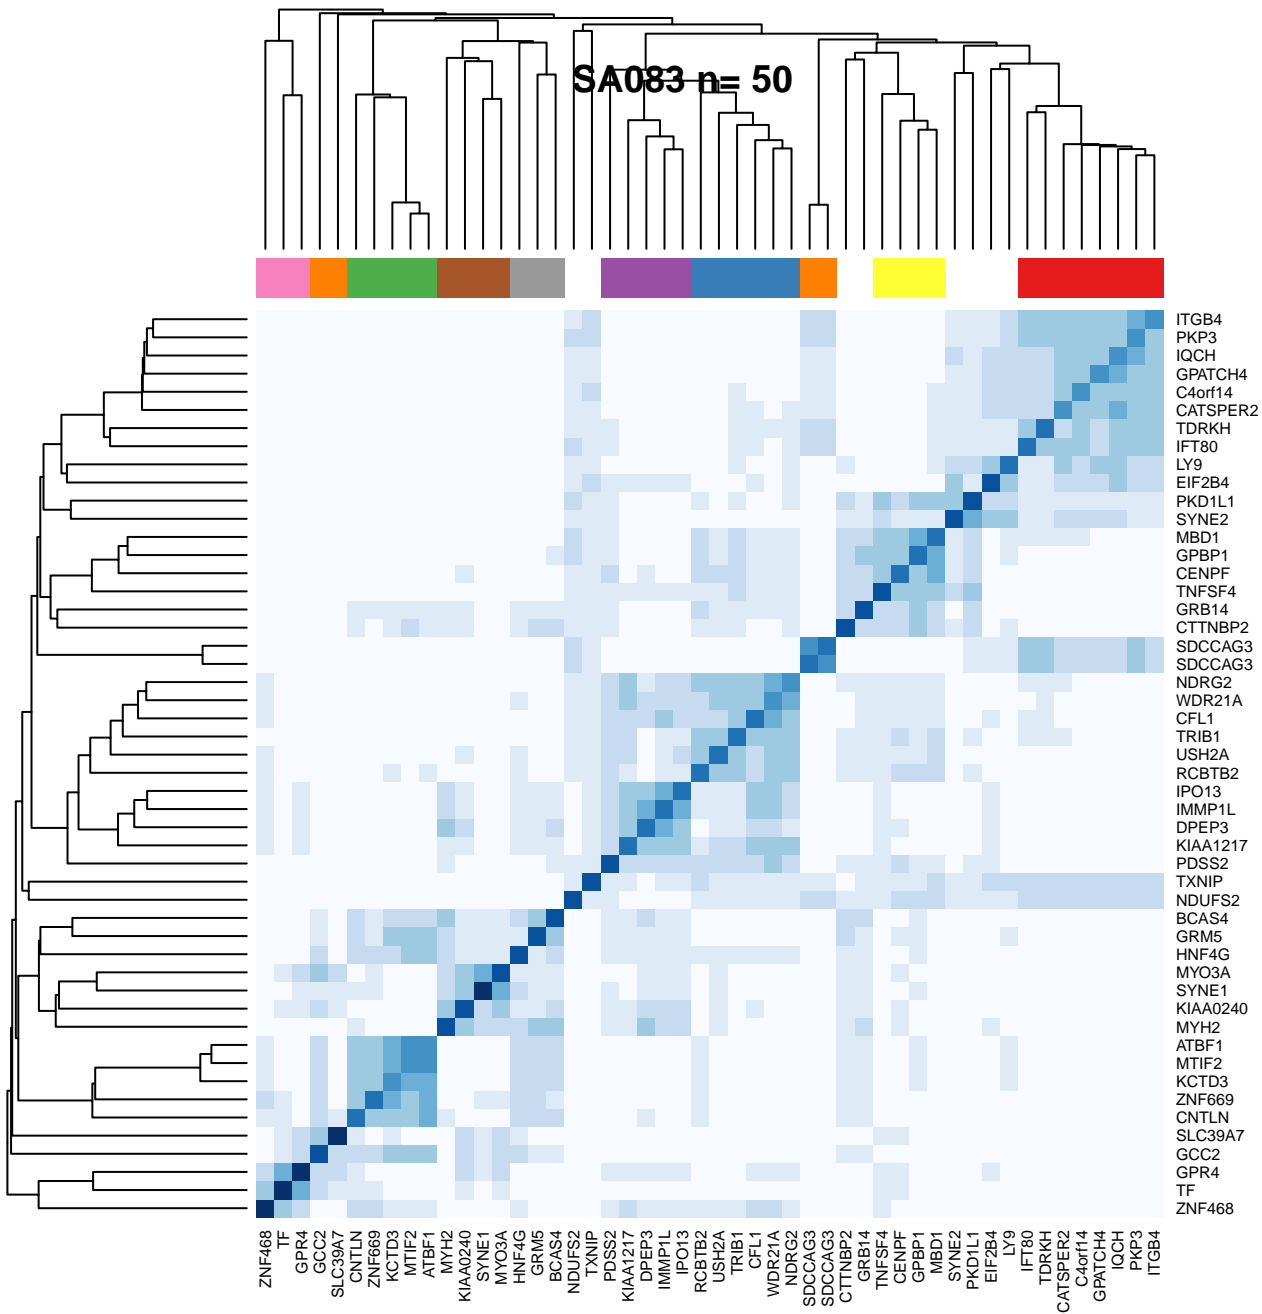 SA083 n= 50
ITGB4
PKP3
IQCH
GPATCH4
C4orf14
CATSPER2
TDRKH
IFT80
LY9
EIF2B4
PKD1L1
SYNE2
MBD1
GPBP1
CENPF
TNFSF4
GRB14
CTTNBP2
SDCCAG3
SDCCAG3
NDRG2
WDR21A
CFL1
TRIB1
USH2A
RCBTB2
IPO13
IMMP1L
DPEP3
KIAA1217
PDSS2
TXNIP
NDUFS2
BCAS4
GRM5
HNF4G
MYO3A
SYNE1
KIAA0240
MYH2
ATBF1
MTIF2
KCTD3
ZNF669
CNTLN
SLC39A7
GCC2
GPR4
TF
ZNF468
ZNF468
TF
GPR4
GCC2
SLC39A7
CNTLN
ZNF669
KCTD3
MTIF2
ATBF1
MYH2
KIAA0240
SYNE1
MYO3A
HNF4G
GRM5
BCAS4
NDUFS2
TXNIP
PDSS2
KIAA1217
DPEP3
IMMP1L
IPO13
RCBTB2
USH2A
TRIB1
CFL1
WDR21A
NDRG2
SDCCAG3
SDCCAG3
CTTNBP2
GRB14
TNFSF4
CENPF
GPBP1
MBD1
SYNE2
PKD1L1
EIF2B4
LY9
IFT80
TDRKH
CATSPER2
C4orf14
GPATCH4
IQCH
PKP3
ITGB4